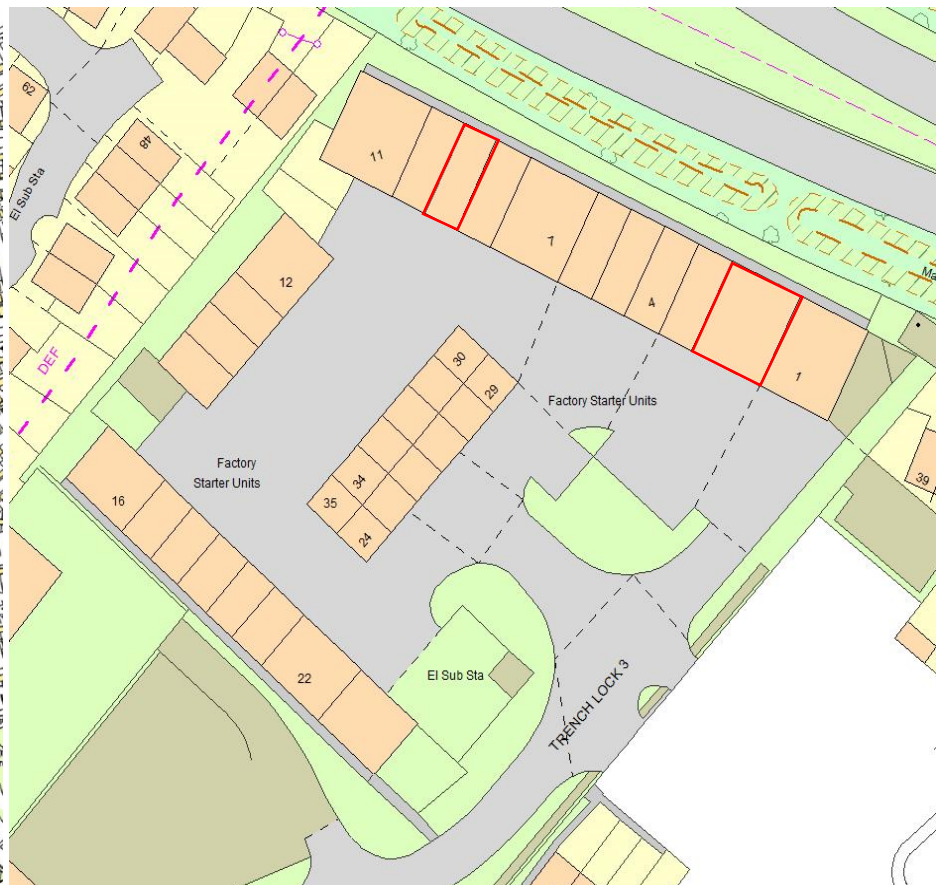 62
48
El Sub Sta
DEF
11
7
4
1
12
30
29
Factory Starter Units
39
Factory
Starter Units
34
35
24
16
22
El Sub Sta
TRENCH LOCK 3
Ma